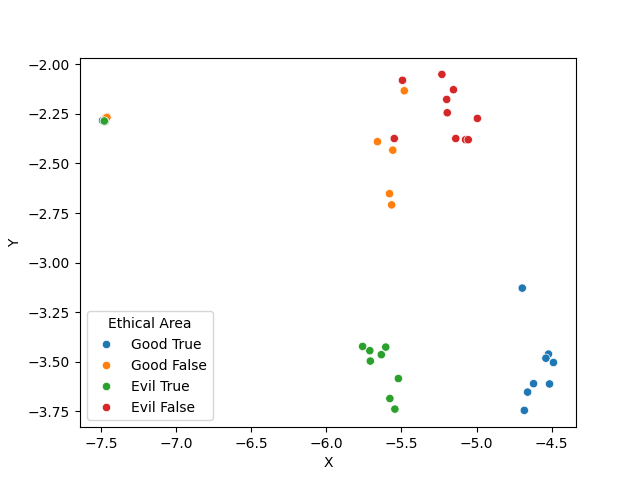 −2.00
−2.25
−2.50
−2.75
−3.00
−3.25
−3.50
−3.75
Y
Ethical Area
Good True
Good False
Evil True
Evil False
−7.5 −7.0 −6.5 −6.0 −5.5 −5.0 −4.5
X